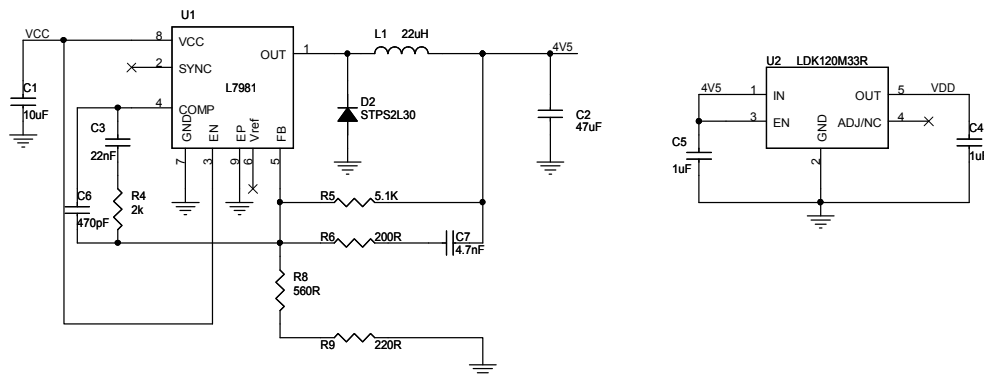 U1
VCC
8
VCC
OUT
1
L1
22uH
4V5
2
SYNC
L7981
4
COMP
GND
EN
EP
Vref
FB
7
3
9
6
5
C1
10uF
C3
22nF
C6
470pF
R4
2k
D2
STPS2L30
C2
47uF
R5
5.1K
R6
200R
C7
4.7nF
R8
560R
R9
220R
U2
LDK120M33R
4V5
1
IN
OUT
5
VDD
3
EN
ADJ/NC
4
GND
2
C5
1uF
C4
1uF